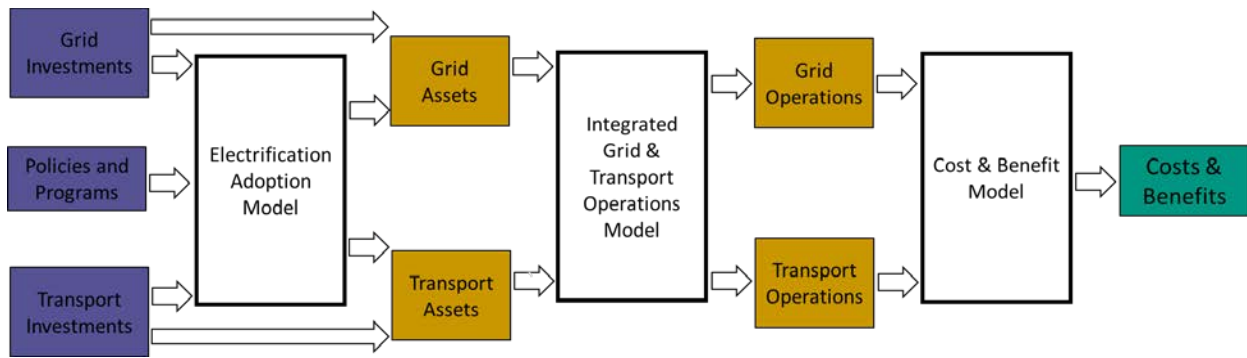 Grid
Investments
Policies and
Programs
Transport
Investments
Electrification
Adoption
Model
Grid
Assets
Transport
Assets
Integrated
Grid &
Transport
Operations
Model
Grid
Operations
Transport
Operations
Cost & Benefit
Model
Costs &
Benefits